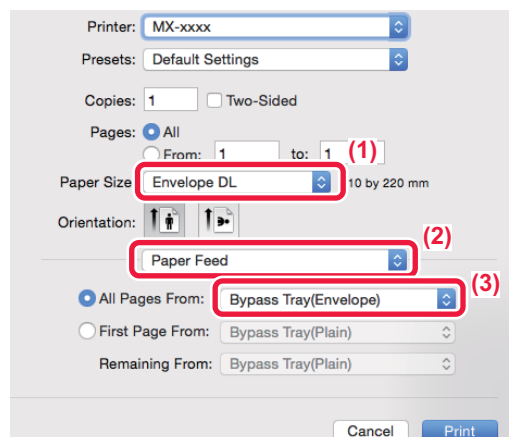 Printer: MX-xxxx
Presets: Default Settings
Copies: 1 Two-Sided
Pages: All
From: 1 to: 1 (1)
Paper Size Envelope DL 10 by 220 mm
Orientation:
(2)
Paper Feed
(3)
All Pages From: Bypass Tray(Envelope)
First Page From: Bypass Tray(Plain)
Remaining From: Bypass Tray(Plain)
Cancel Print